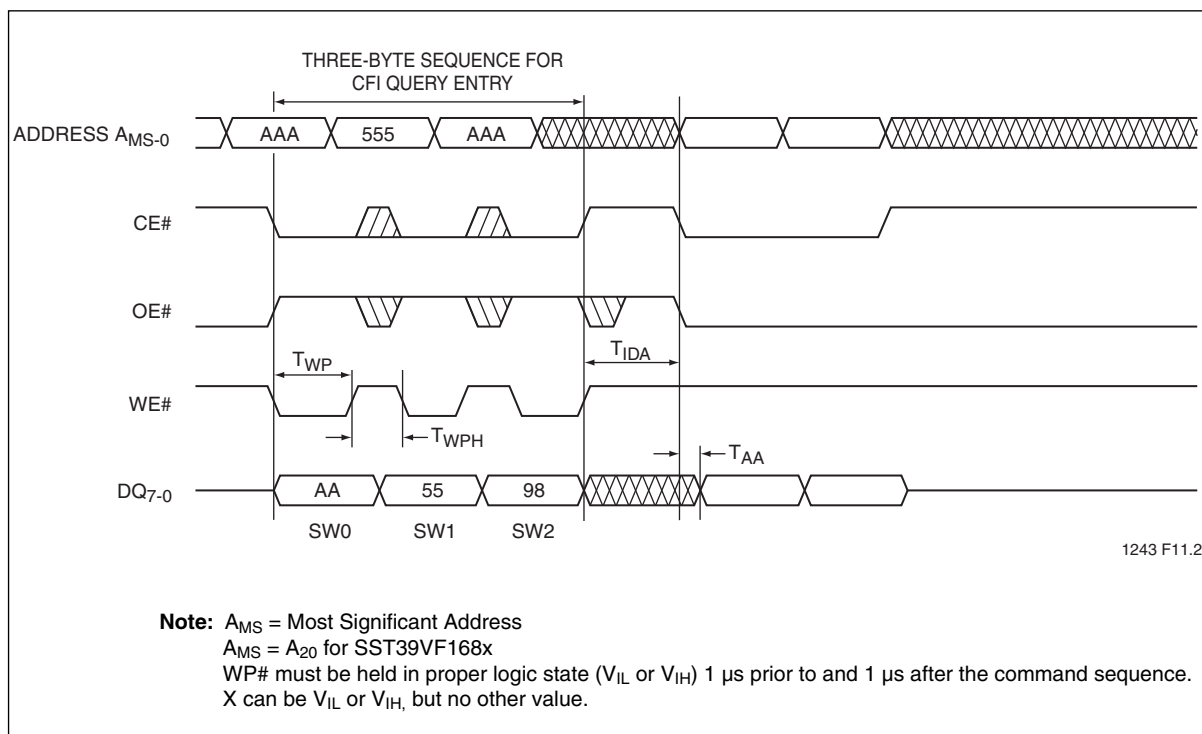 THREE-BYTE SEQUENCE FOR
CFI QUERY ENTRY
ADDRESS AMS-0
AAA
555
AAA
CE#
OE#
TIDA
TWP
WE#
TWPH
TAA
DQ7-0
AA
55
98
SW0
SW1
SW2
1243 F11.2
Note: AMS = Most Significant Address
AMS = A20 for SST39VF168x
WP# must be held in proper logic state (VIL or VIH) 1 µs prior to and 1 µs after the command sequence.
X can be VIL or VIH, but no other value.